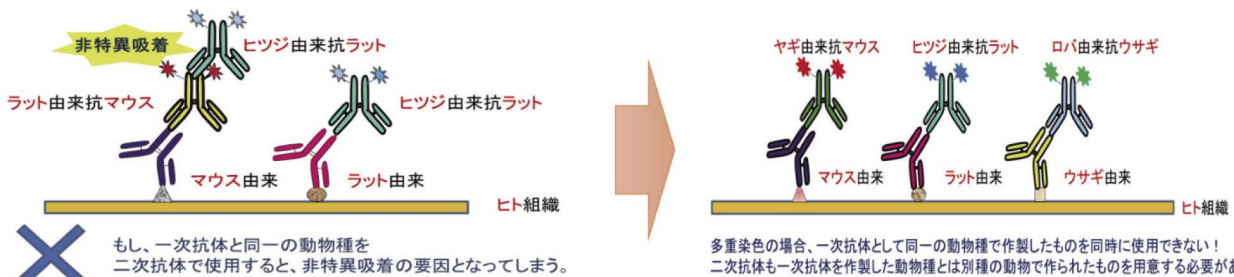 非特異吸着
ヒツジ由来抗ラット
ラット由来抗マウス
ヒツジ由来抗ラット
マウス由来
ラット由来
ヒト組織
もし、一次抗体と同一の動物種を
二次抗体で使用すると、非特異吸着の要因となってしまう。
ヤギ由来抗マウス
ヒツジ由来抗ラット
ロバ由来抗ウサギ
マウス由来
ラット由来
ウサギ由来
ヒト組織
多重染色の場合、一次抗体として同一の動物種で作製したものを同時に使用できない！
二次抗体も一次抗体を作製した動物種とは別種の動物で作られたものを用意する必要があ